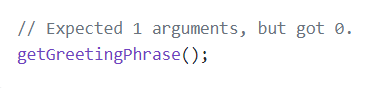 // Expected 1 arguments, but got 0.
getGreetingPhrase();